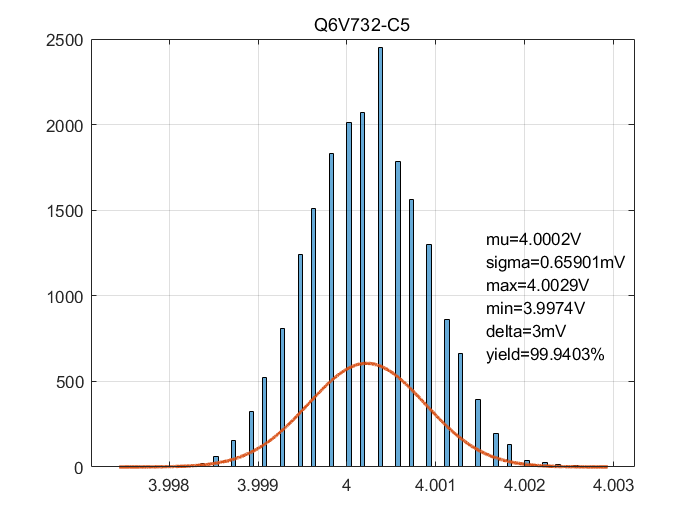 Q6V732-C5
2500
2000
1500
1000
500
0
mu=4.0002V
sigma=0.65901mV
max=4.0029V
min=3.9974V
delta=3mV
yield=99.9403%
3.998 3.999 4 4.001 4.002 4.003